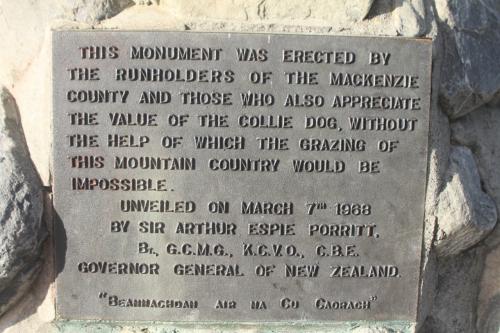 THIS MONUMENT WAS ERECTED BY
THE RUNHOLDERS OF THE MACKENZIE
COUNTY AND THOSE WHO ALSO APPRECIATE
THE VALUE OF THE COLLIE DOG, WITHOUT
THE HELP OF WHICH THE GRAZING OF
THIS MOUNTAIN COUNTRY WOULD BE
IMPOSSIBLE.
UNVEILED ON MARCH 7TH 1968
BY SIR ARTHUR ESPIE PORRITT,
Bt., G.C.M.G., K.C.V.O., C.B.E.
GOVERNOR GENERAL OF NEW ZEALAND.
"Beannachdan air na Cu Caorach"